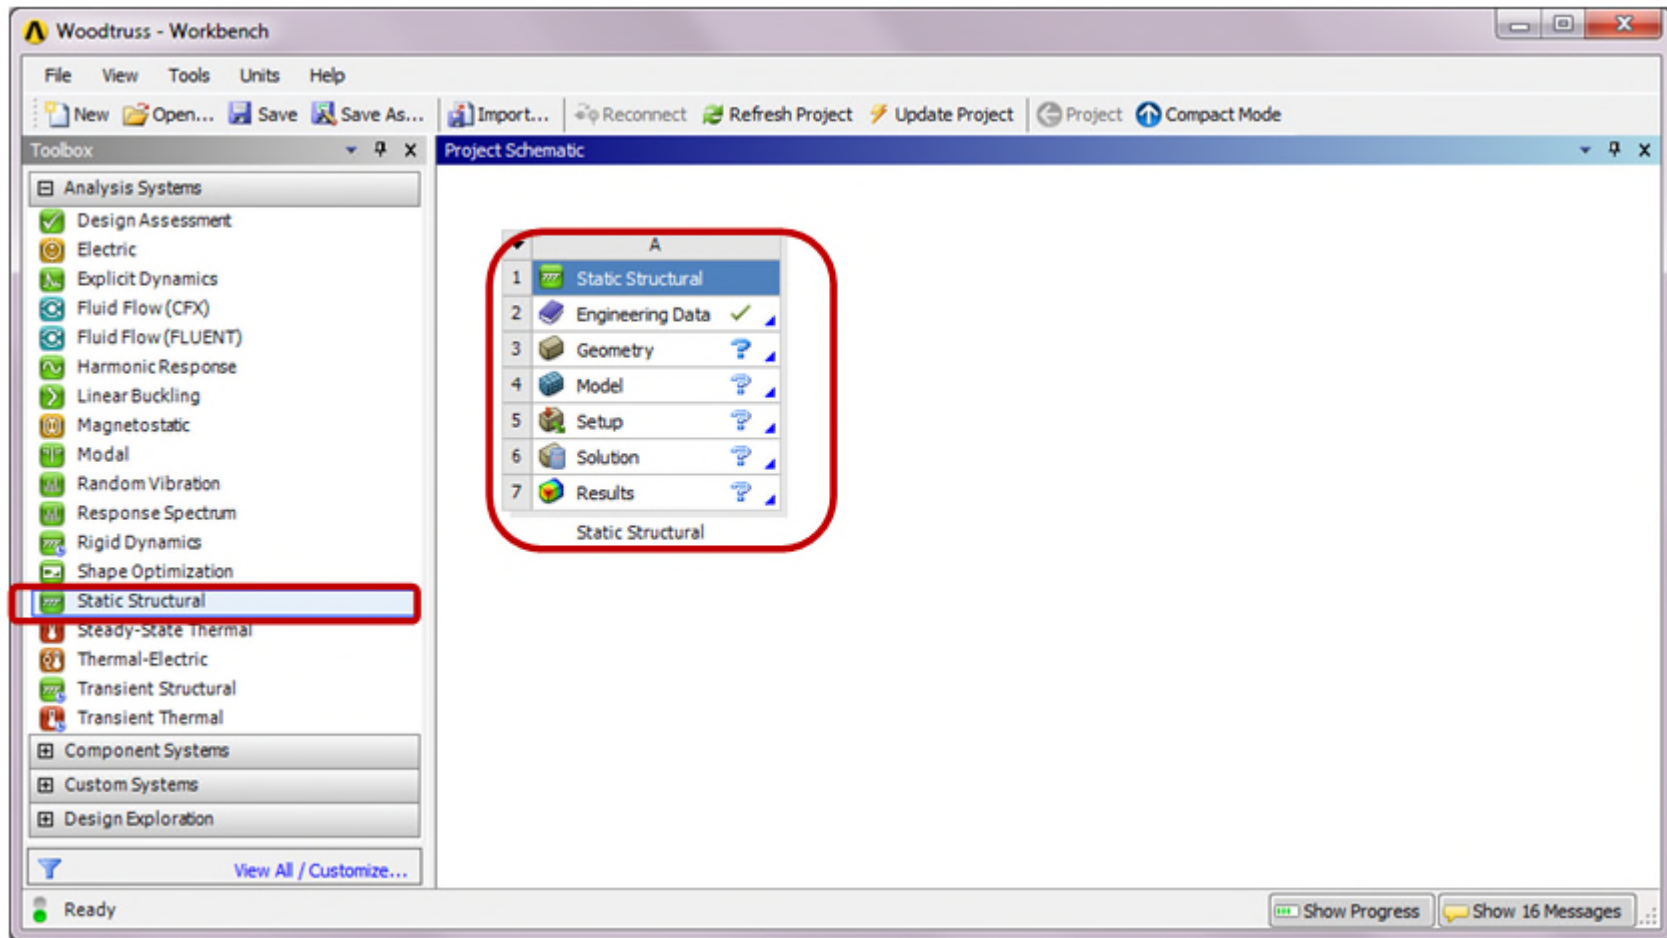 Woodtruss - Workbench
File View Tools Units Help
New Open... Save Save As... Import... Reconnect Refresh Project Update Project Project Compact Mode
Toolbox
Project Schematic
Analysis Systems
Design Assessment
Electric
Explicit Dynamics
Fluid Flow (CFX)
Fluid Flow (FLUENT)
Harmonic Response
Linear Buckling
Magnetostatic
Modal
Random Vibration
Response Spectrum
Rigid Dynamics
Shape Optimization
Static Structural
Steady-State Thermal
Thermal-Electric
Transient Structural
Transient Thermal
Component Systems
Custom Systems
Design Exploration
View All / Customize...
A
1 Static Structural
2 Engineering Data
3 Geometry
4 Model
5 Setup
6 Solution
7 Results
Static Structural
Ready
Show Progress Show 16 Messages